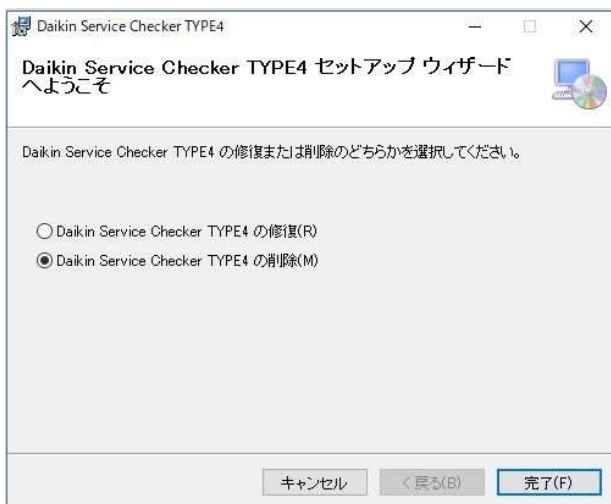 Daikin Service Checker TYPE4
Daikin Service Checker TYPE4 セットアップ ウィザード
へようこそ
Daikin Service Checker TYPE4 の修復または削除のどちらかを選択してください。
Daikin Service Checker TYPE4 の修復(R)
Daikin Service Checker TYPE4 の削除(M)
キャンセル
< 戻る(B)
完了(F)